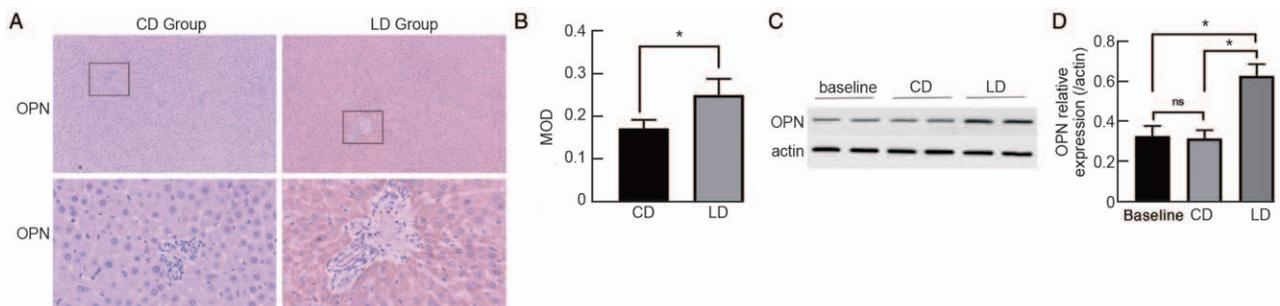 A
CD Group
LD Group
OPN
OPN
B
MOD
0.4
0.3
0.2
0.1
0
*
CD
LD
C
baseline
CD
LD
OPN
actin
D
OPN relative
expression (/actin)
0.8
0.6
0.4
0.2
0
*
*
ns
Baseline
CD
LD